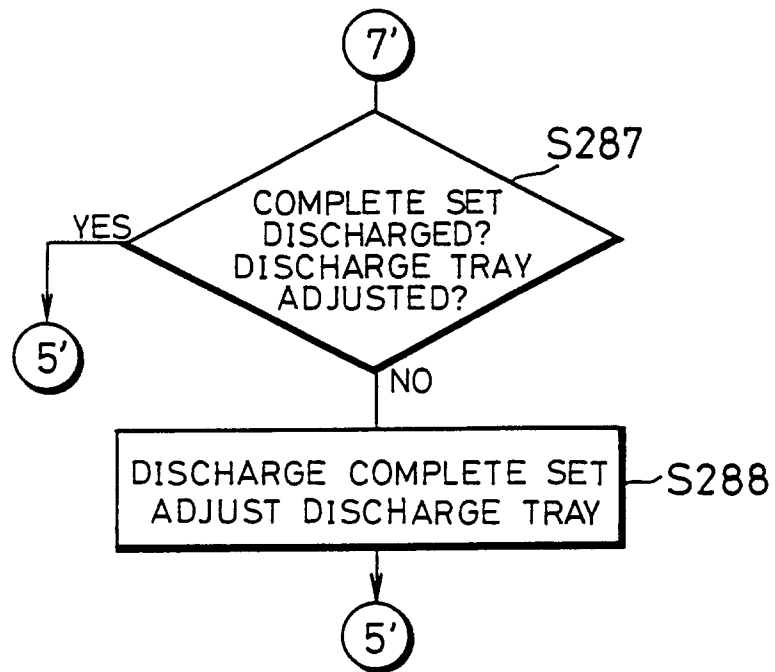 7'
S287
COMPLETE SET
DISCHARGED?
DISCHARGE TRAY
ADJUSTED?
YES
5'
NO
DISCHARGE COMPLETE SET
ADJUST DISCHARGE TRAY
S288
5'